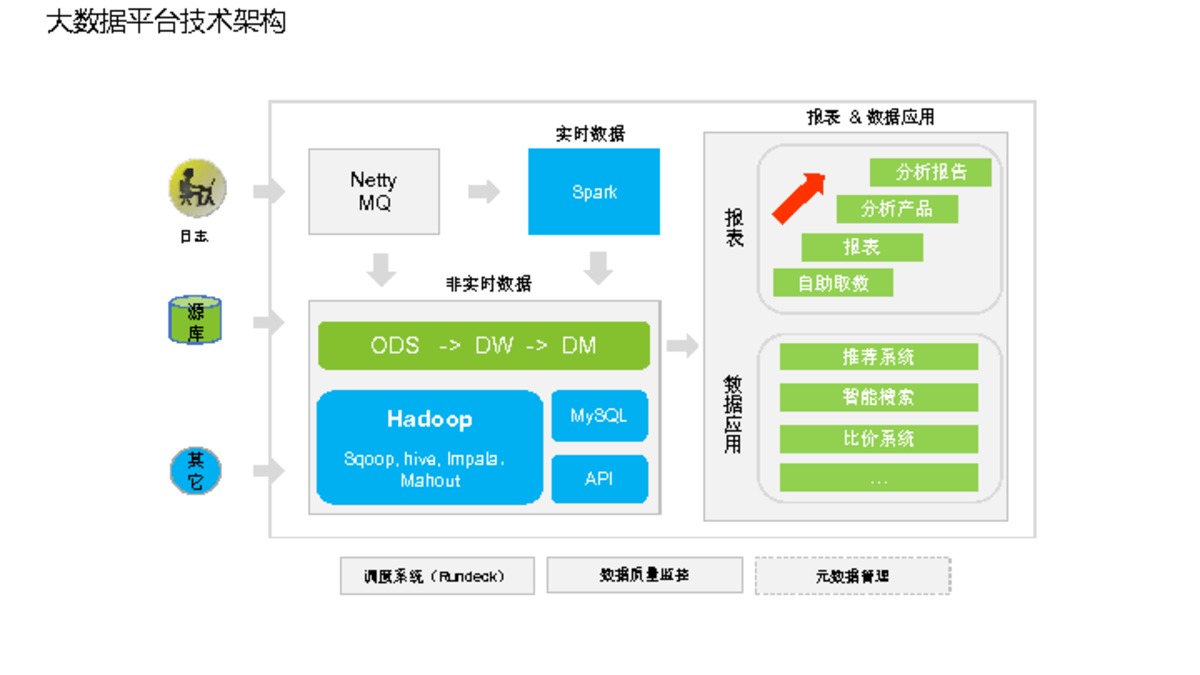 大数据平台技术架构
日志
源
库
其
它
Netty
MQ
实时数据
Spark
非实时数据
ODS -> DW -> DM
Hadoop
Sqoop, hive, Impala,
Mahout
MySQL
API
报表 & 数据应用
报表
分析报告
分析产品
报表
自助取数
数据应用
推荐系统
智能搜索
比价系统
...
调度系统（Rundeck）
数据质量监控
元数据管理